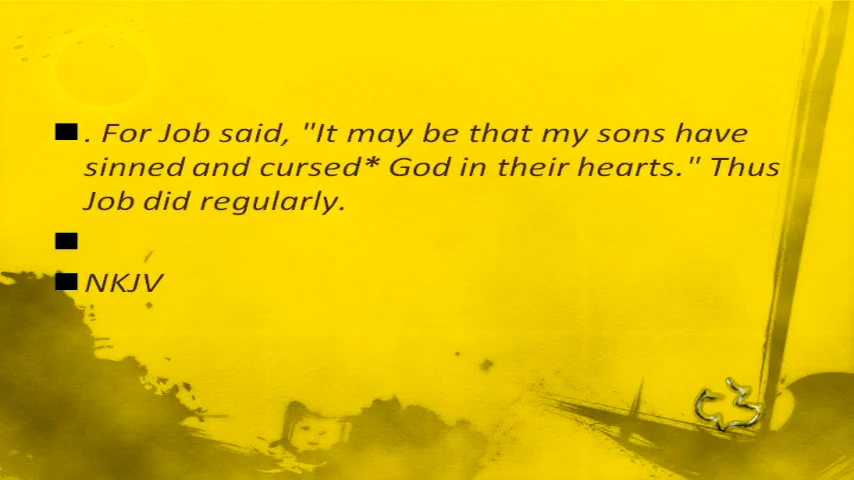 . For Job said, "It may be that my sons have
sinned and cursed* God in their hearts." Thus
Job did regularly.
NKJV